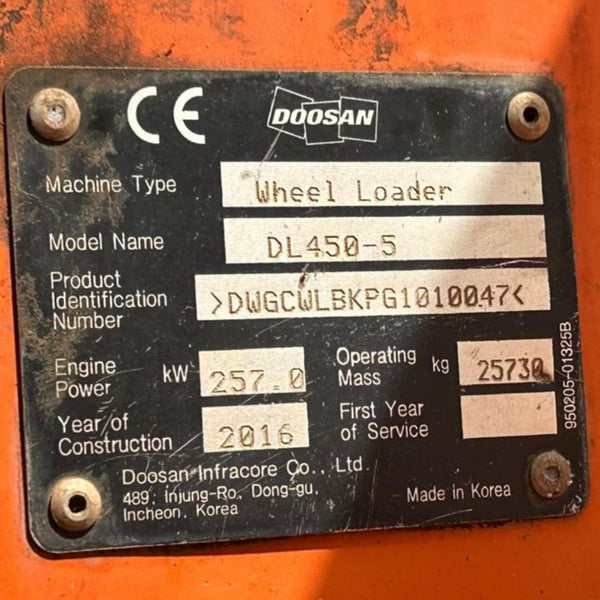 CE DOOSAN
Machine Type Wheel Loader
Model Name DL450-5
Product
Identification
Number >DWGCWLBKPG1010047<
Engine
Power kW 257.0
Operating
Mass kg 25730
Year of
Construction 2016
First Year
of Service
Doosan Infracore Co., Ltd.
489, Injung-Ro, Dong-gu,
Incheon, Korea
Made in Korea
950205-01325B